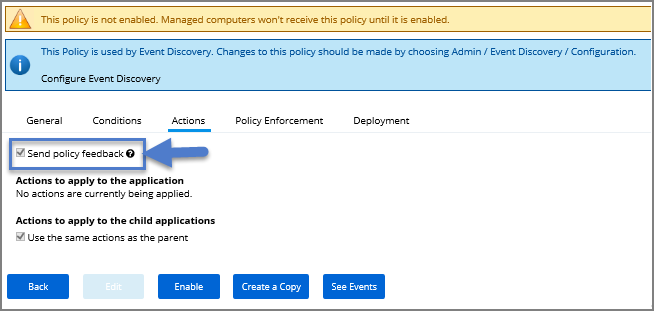 This policy is not enabled. Managed computers won't receive this policy until it is enabled.
This Policy is used by Event Discovery. Changes to this policy should be made by choosing Admin / Event Discovery / Configuration.
Configure Event Discovery
General Conditions Actions Policy Enforcement Deployment
Send policy feedback
Actions to apply to the application
No actions are currently being applied.
Actions to apply to the child applications
Use the same actions as the parent
Back Edit Enable Create a Copy See Events